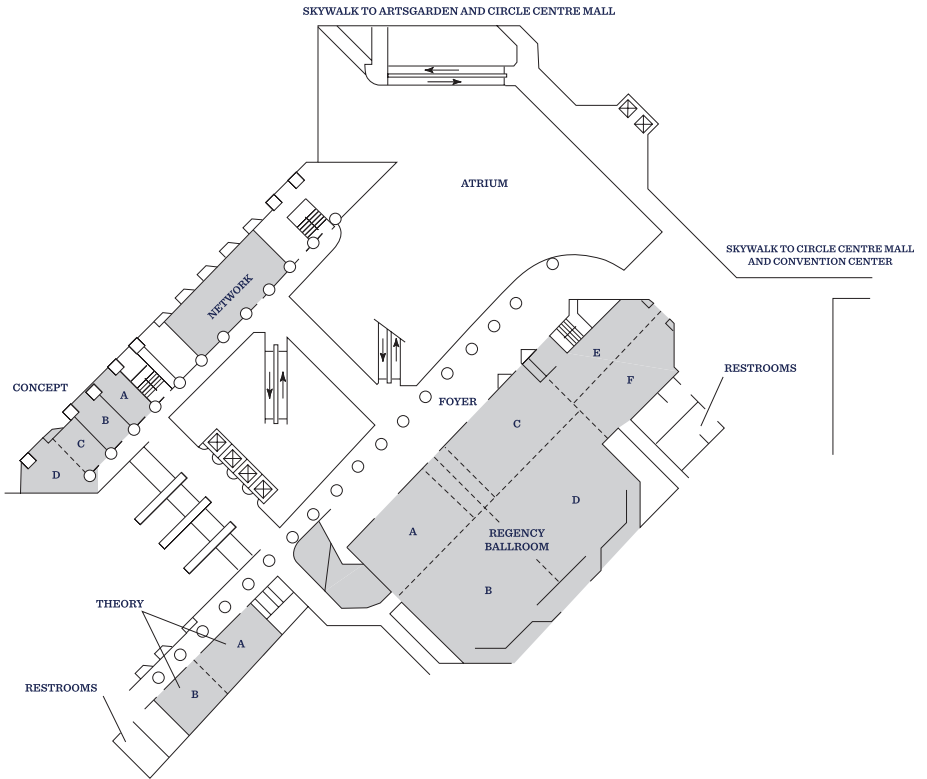 SKYWALK TO ARTSGARDEN AND CIRCLE CENTRE MALL
ATRIUM
SKYWALK TO CIRCLE CENTRE MALL
AND CONVENTION CENTER
NETWORK
E
RESTROOMS
F
CONCEPT
A
FOYER
B
C
C
D
D
A
REGENCY
BALLROOM
B
THEORY
A
RESTROOMS
B